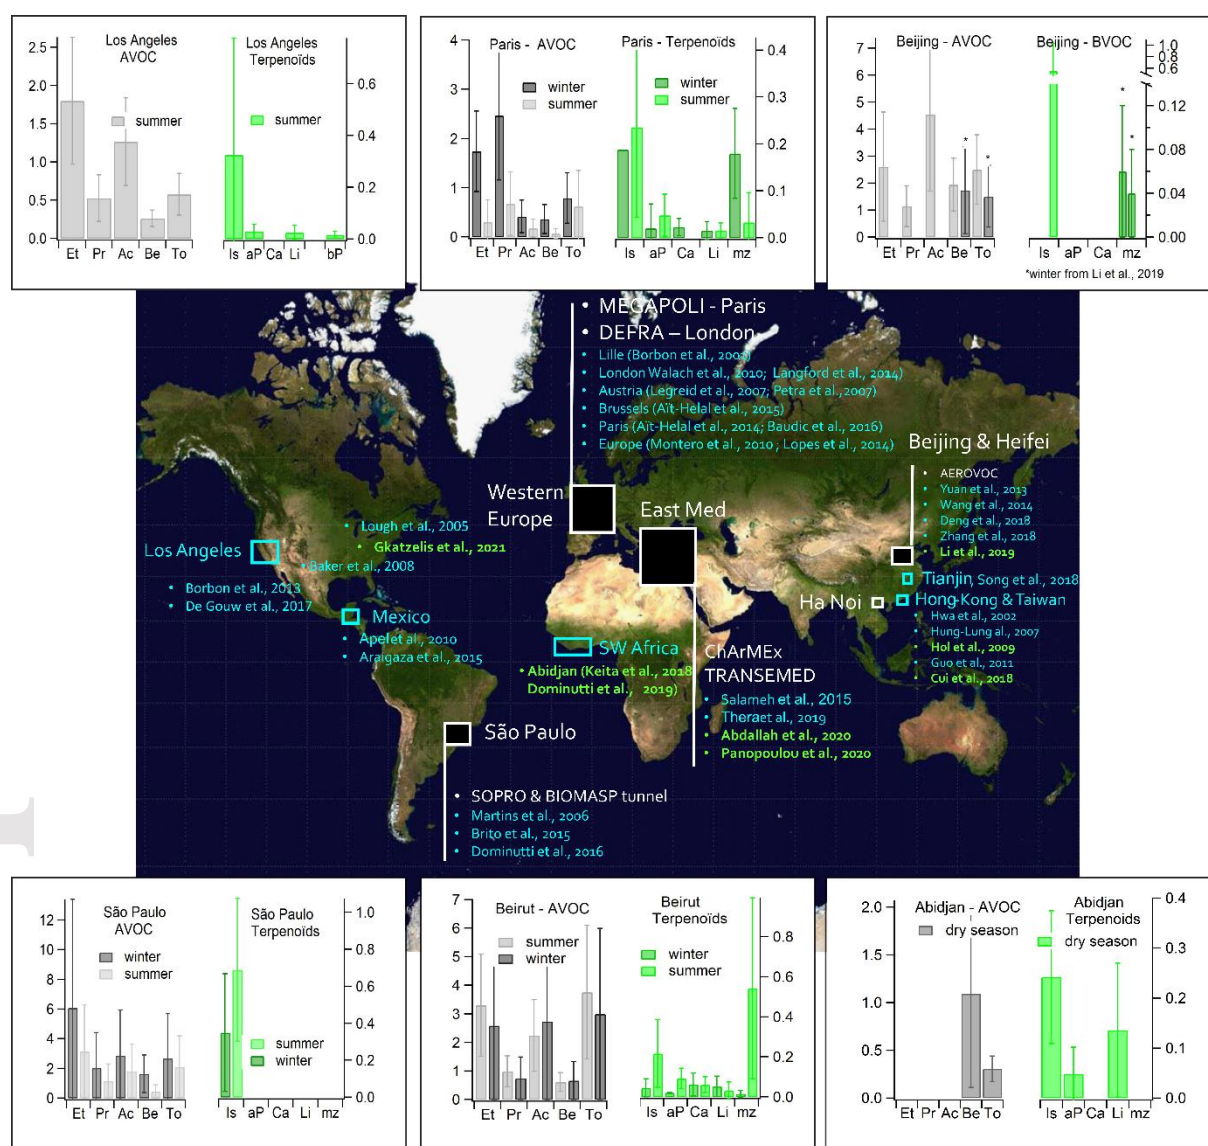 Los Angeles
AVOC
summer
2.5
2.0
1.5
1.0
0.5
0.0
Et Pr Ac Be To
Los Angeles
Terpenoïds
summer
0.6
0.4
0.2
0.0
Is aP Ca Li bP
Paris - AVOC
winter
summer
4
3
2
1
0
Et Pr Ac Be To
Paris - Terpenoïds
winter
summer
0.4
0.3
0.2
0.1
0.0
Is aP Ca Li mz
Beijing - AVOC
7
6
5
4
3
2
1
0
* *
Et Pr Ac Be To
Beijing - BVOC
1.0
0.8
0.6
0.12
0.08
0.04
0.00
* *
Is aP Ca Li mz
*winter from Li et al., 2019
• MEGAPOLI - Paris
• DEFRA – London
• Lille (Borbon et al., 2002)
• London Walach et al., 2010; Langford et al., 2014)
• Austria (Legreid et al., 2007; Petra et al.,2007)
• Brussels (Aït-Helal et al., 2015)
• Paris (Aït-Helal et al., 2014; Baudic et al., 2016)
• Europe (Montero et al., 2010 ; Lopes et al., 2014)
Western
Europe
East Med
Beijing & Heifei
• AEROVOC
• Yuan et al., 2013
• Wang et al., 2014
• Deng et al., 2018
• Zhang et al., 2018
• Li et al., 2019
Tianjin, Song et al., 2018
Ha Noi
Hong-Kong & Taiwan
• Hwa et al., 2002
• Hung-Lung al., 2007
• Hol et al., 2009
• Guo et al., 2011
• Cui et al., 2018
Los Angeles
• Lough et al., 2005
• Gkatzelis et al., 2021
• Baker et al., 2008
• Borbon et al., 2013
• De Gouw et al., 2017
Mexico
• Apel et al., 2010
• Araigaza et al., 2015
SW Africa
• Abidjan (Keita et al., 2018
Dominutti et al., 2019)
ChArMEx
TRANSEMED
• Salameh et al., 2015
• Thera et al., 2019
• Abdallah et al., 2020
• Panopoulou et al., 2020
São Paulo
• SOPRO & BIOMASP tunnel
• Martins et al., 2006
• Brito et al., 2015
• Dominutti et al., 2016
São Paulo
AVOC
winter
summer
12
10
8
6
4
2
0
Et Pr Ac Be To
São Paulo
Terpenoïds
summer
winter
1.0
0.8
0.6
0.4
0.2
0.0
Is aP Ca Li mz
Beirut - AVOC
summer
winter
7
6
5
4
3
2
1
0
Et Pr Ac Be To
Beirut
Terpenoïds
winter
summer
0.8
0.6
0.4
0.2
0.0
Is aP Ca Li mz
Abidjan - AVOC
dry season
2.0
1.5
1.0
0.5
0.0
Et Pr Ac Be To
Abidjan
Terpenoids
dry season
0.4
0.3
0.2
0.1
0.0
Is aP Ca Li mz